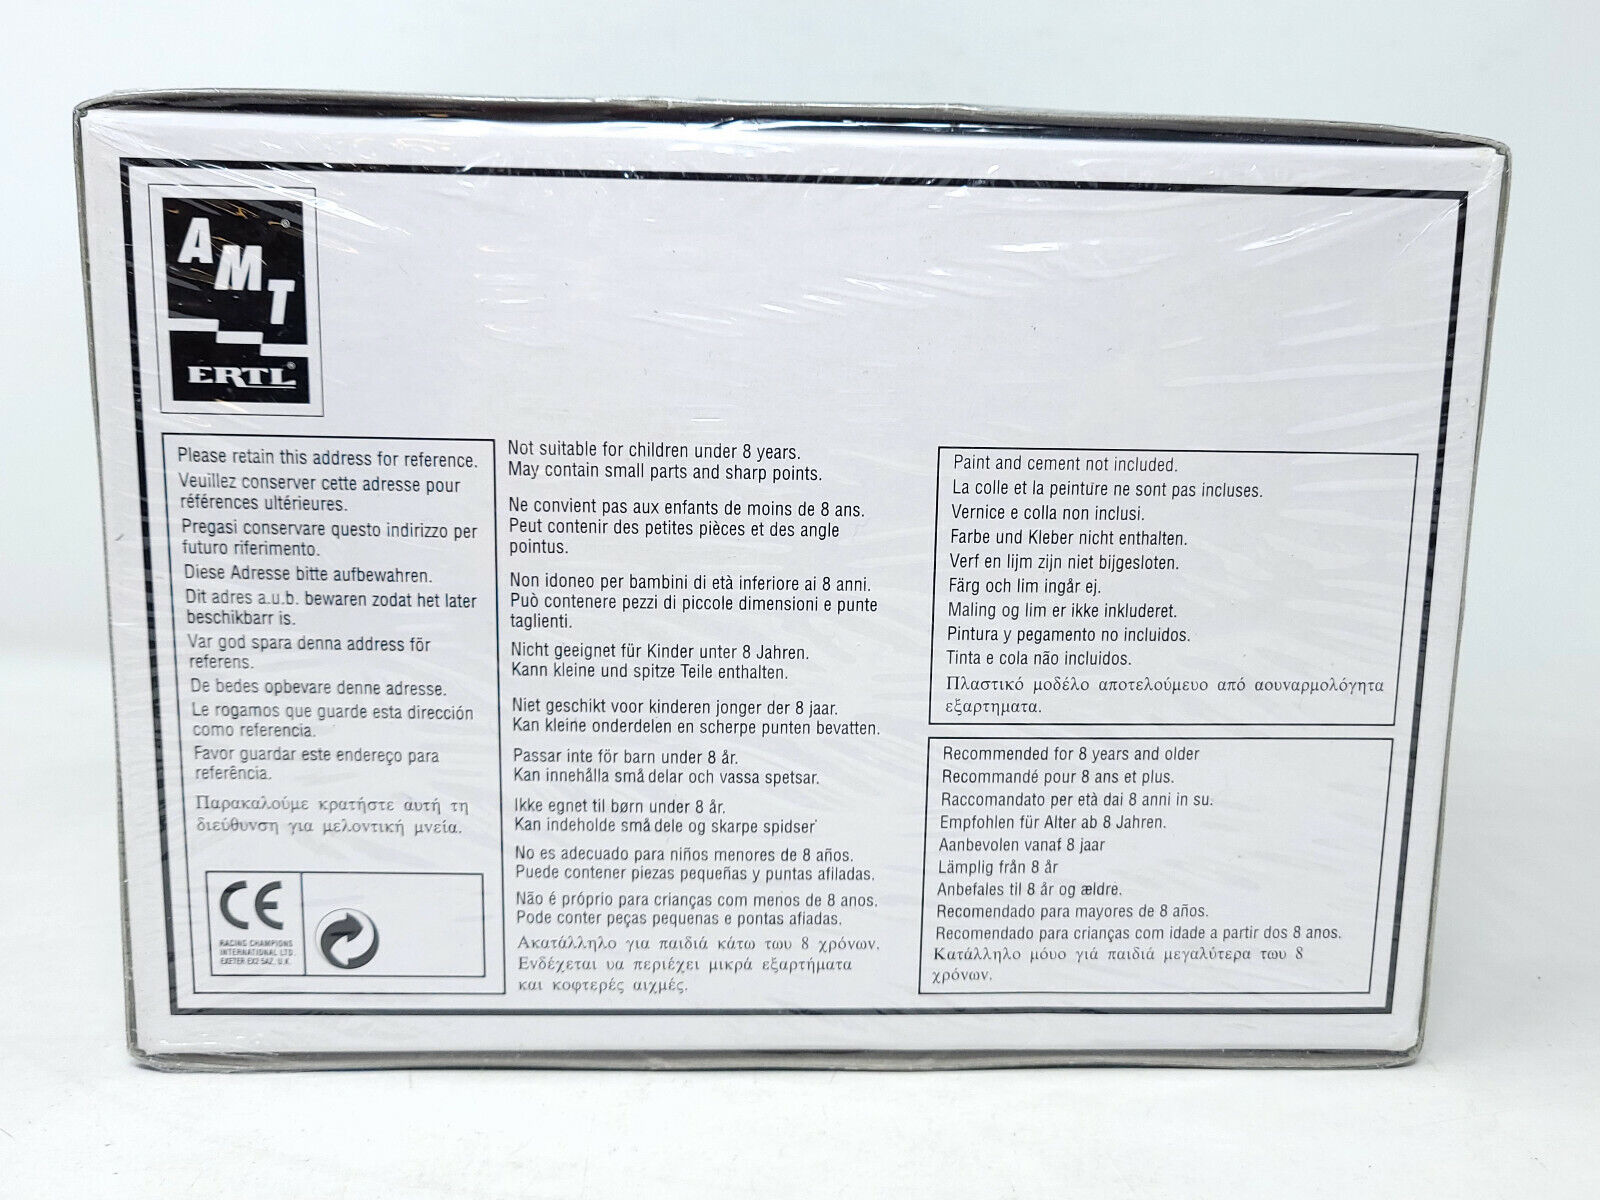 AMT
ERTL
Please retain this address for reference.
Veuillez conserver cette adresse pour
références ultérieures.
Pregasi conservare questo indirizzo per
futuro riferimento.
Diese Adresse bitte aufbewahren.
Dit adres a.u.b. bewaren zodat het later
beschikbarr is.
Var god spara denna address för
referens.
De bedes opbevare denne adresse.
Le rogamos que guarde esta dirección
como referencia.
Favor guardar este endereço para
referência.
Παρακαλούμε κρατήστε αυτή τη
διεύθυνση για μελοντική μνεία.
CE
RACING CHAMPIONS
INTERNATIONAL LTD.
EXETER EX2 5AZ. U.K.
Not suitable for children under 8 years.
May contain small parts and sharp points.
Ne convient pas aux enfants de moins de 8 ans.
Peut contenir des petites pièces et des angle
pointus.
Non idoneo per bambini di età inferiore ai 8 anni.
Può contenere pezzi di piccole dimensioni e punte
taglienti.
Nicht geeignet für Kinder unter 8 Jahren.
Kann kleine und spitze Teile enthalten.
Niet geschikt voor kinderen jonger der 8 jaar.
Kan kleine onderdelen en scherpe punten bevatten.
Passar inte för barn under 8 år.
Kan innehålla små delar och vassa spetsar.
Ikke egnet til børn under 8 år.
Kan indeholde små dele og skarpe spidser
No es adecuado para niños menores de 8 años.
Puede contener piezas pequeñas y puntas afiladas.
Não é próprio para crianças com menos de 8 anos.
Pode conter peças pequenas e pontas afiadas.
Ακατάλληλο για παιδιά κάτω των 8 χρόνων.
Ενδέχεται υα περιέχει μικρά εξαρτήματα
και κοφτερές αιχμές.
Paint and cement not included.
La colle et la peinture ne sont pas incluses.
Vernice e colla non inclusi.
Farbe und Kleber nicht enthalten.
Verf en lijm zijn niet bijgesloten.
Färg och lim ingår ej.
Maling og lim er ikke inkluderet.
Pintura y pegamento no incluidos.
Tinta e cola não incluidos.
Πλαστικό μοδέλο αποτελούμευο από αουναρμολόγητα
εξαρτηματα.
Recommended for 8 years and older
Recommandé pour 8 ans et plus.
Raccomandato per età dai 8 anni in su.
Empfohlen für Alter ab 8 Jahren.
Aanbevolen vanaf 8 jaar
Lämplig från 8 år
Anbefales til 8 år og ældre.
Recomendado para mayores de 8 años.
Recomendado para crianças com idade a partir dos 8 anos.
Κατάλληλο μόυο γιά παιδιά μεγαλύτερα τωυ 8
χρόνων.